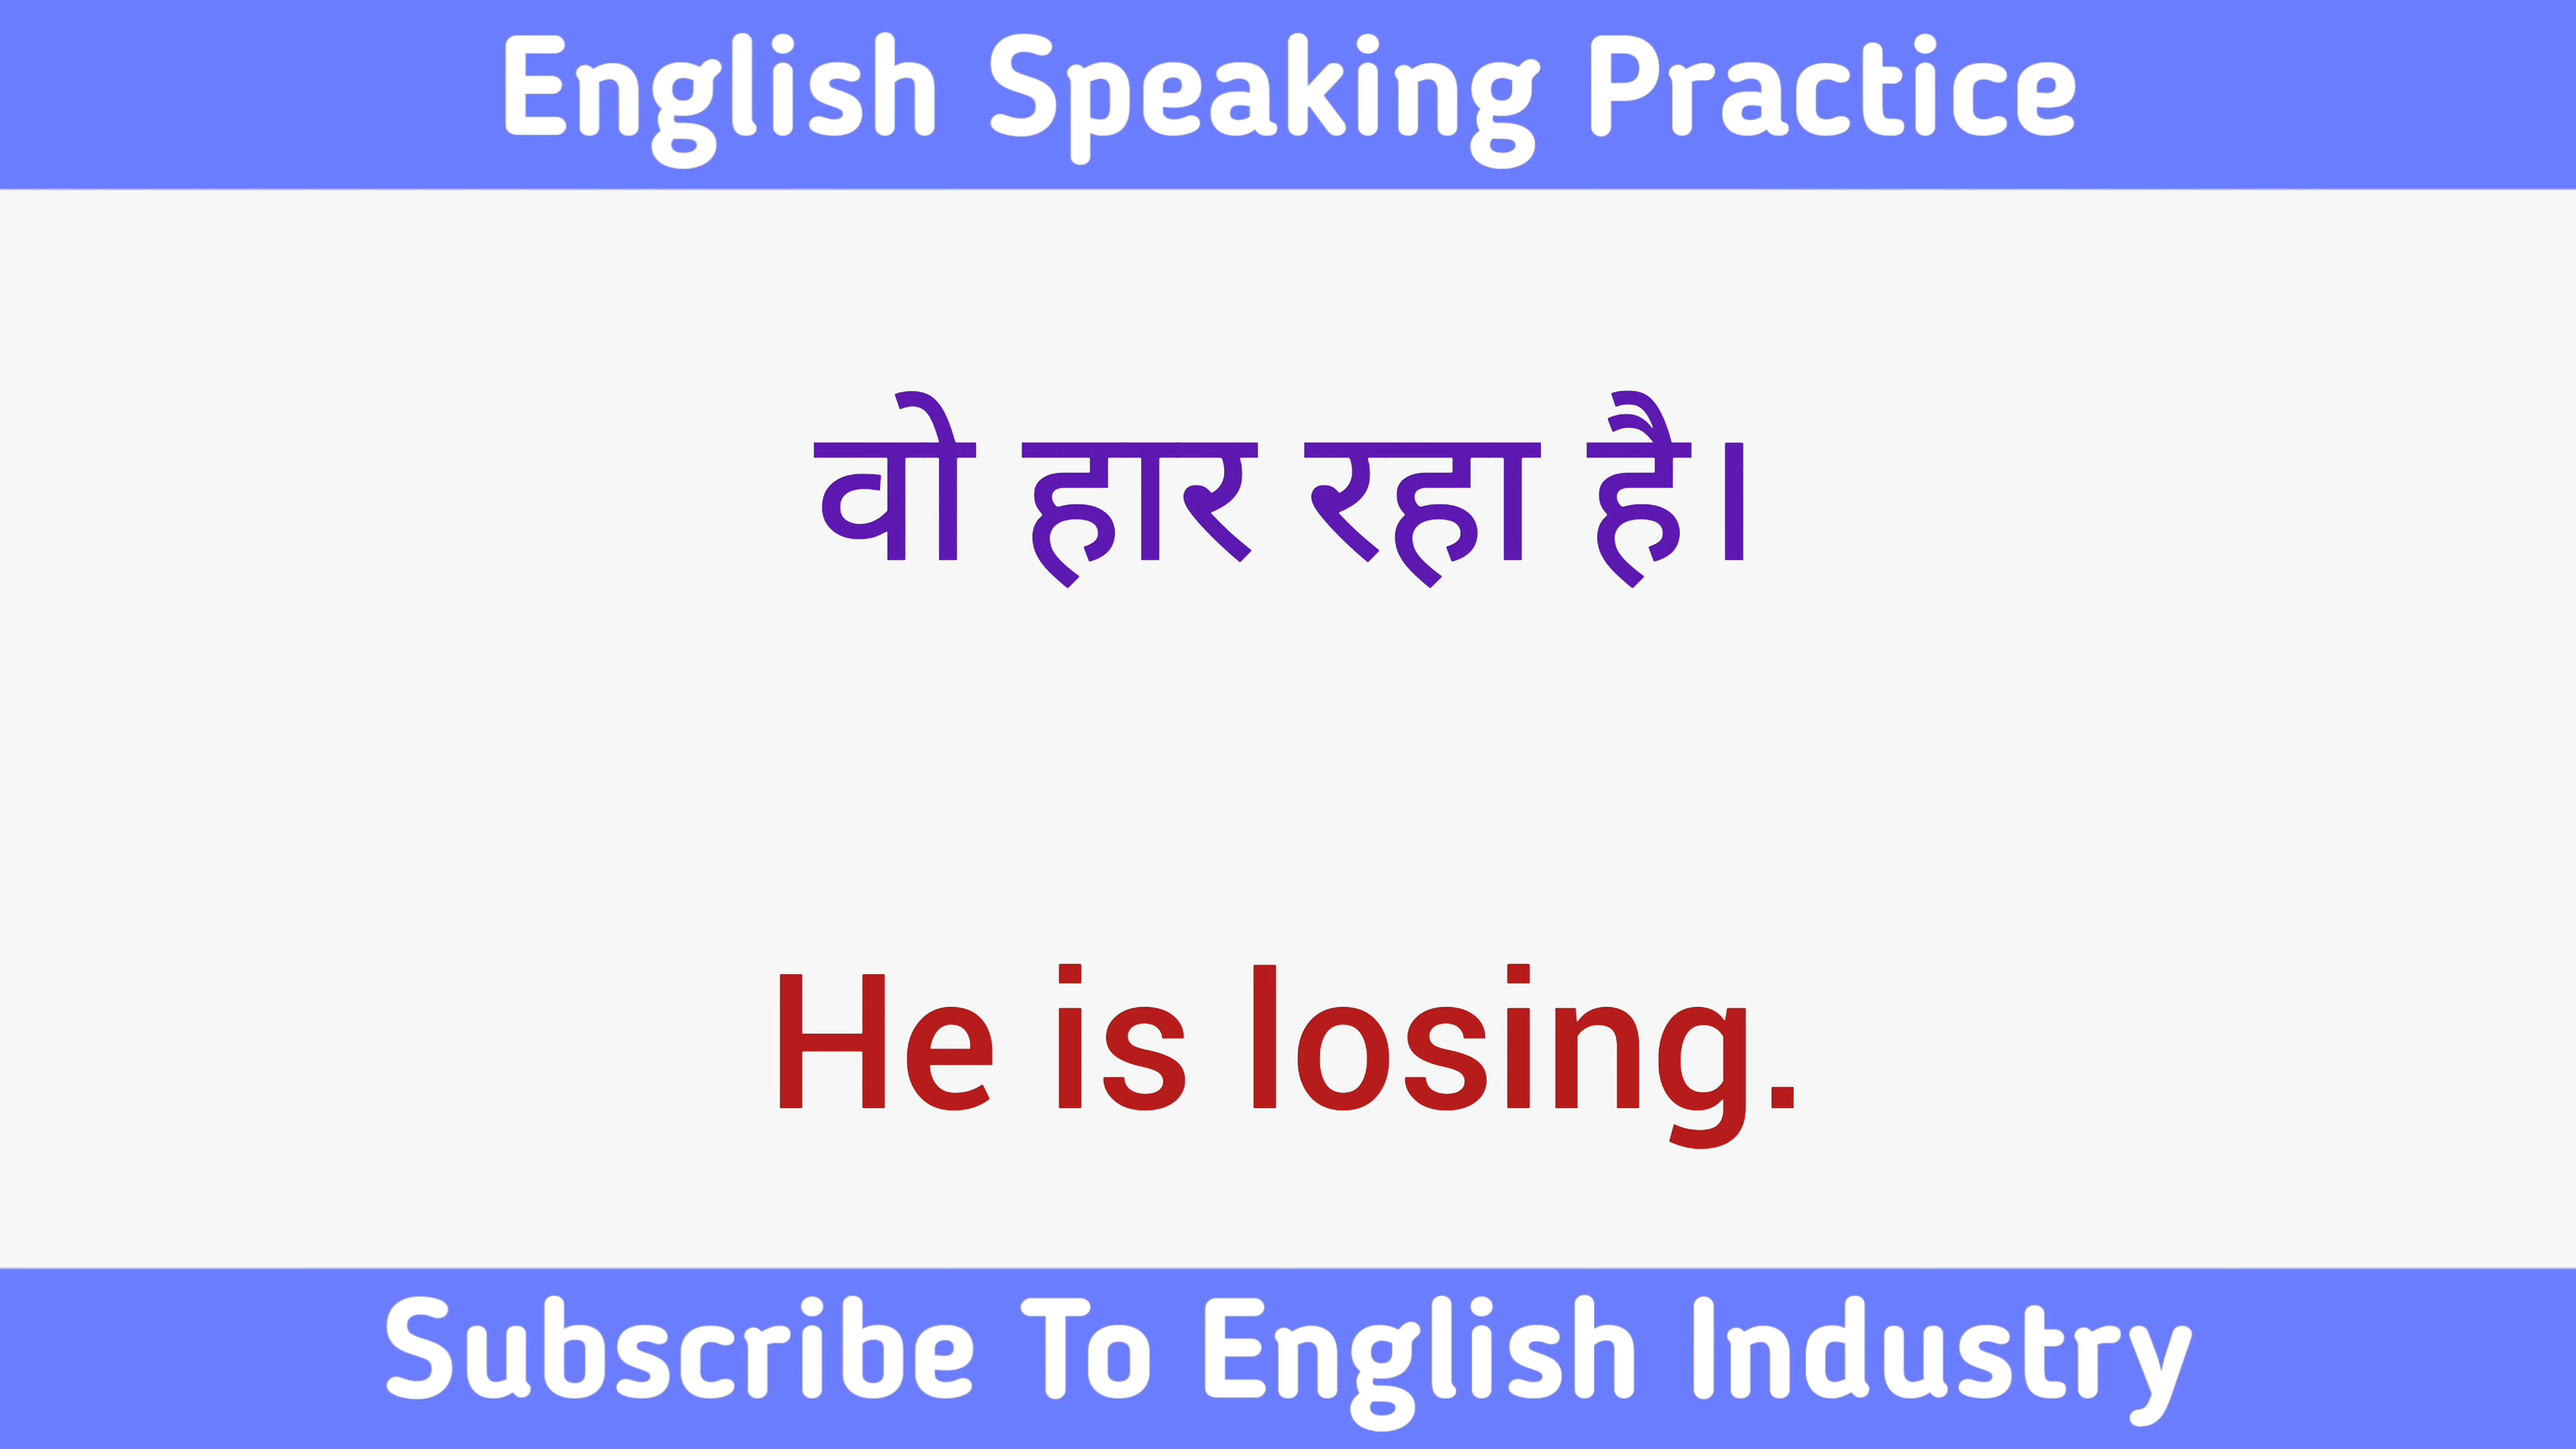 English Speaking Practice
वो हार रहा है।
He is losing.
Subscribe To English Industry